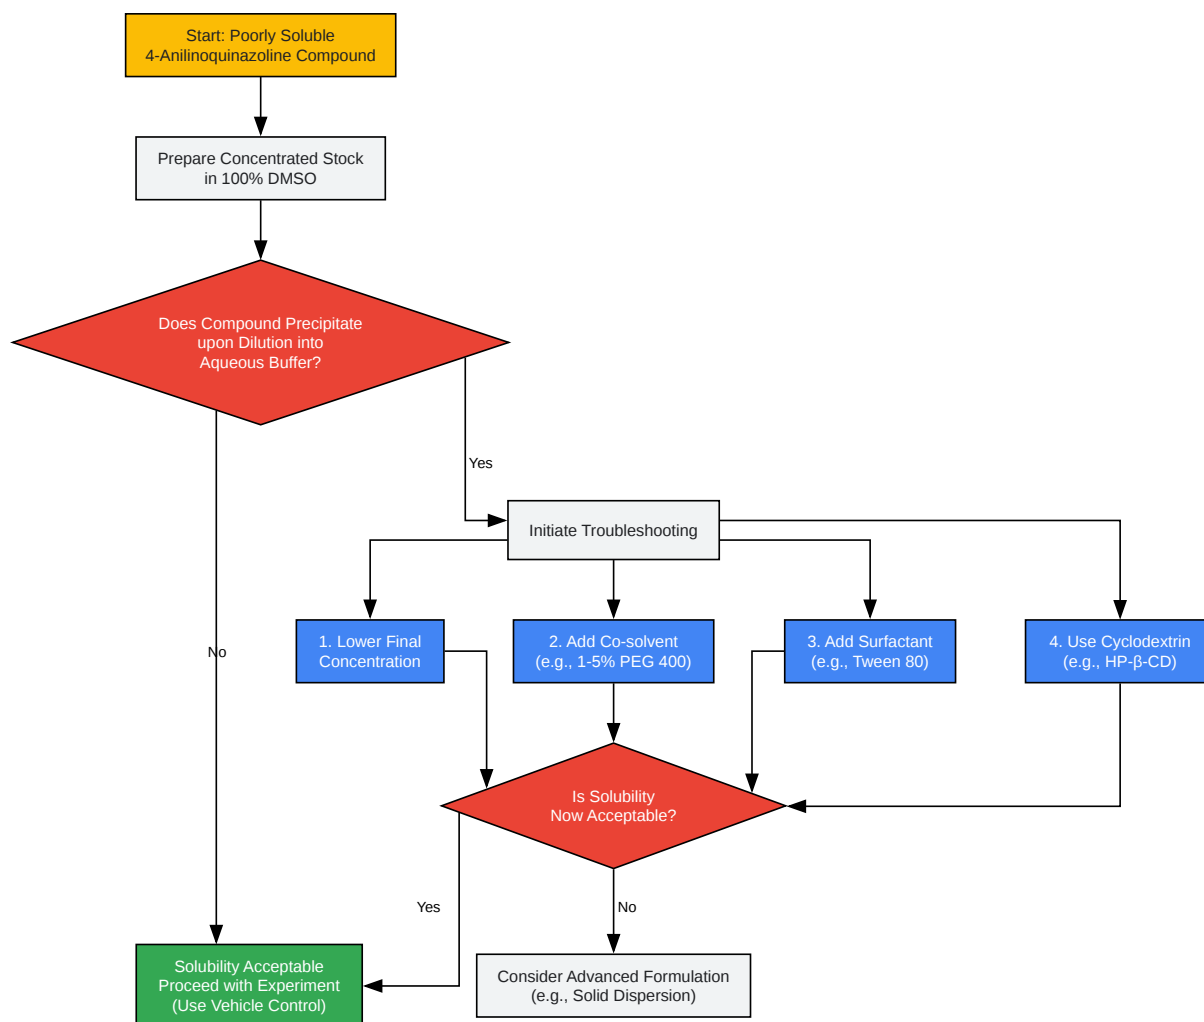 Start: Poorly Soluble
4-Anilinoquinazoline Compound
Prepare Concentrated Stock
in 100% DMSO
Does Compound Precipitate
upon Dilution into
Aqueous Buffer?
Yes
Initiate Troubleshooting
No
1. Lower Final
Concentration
2. Add Co-solvent
(e.g., 1-5% PEG 400)
3. Add Surfactant
(e.g., Tween 80)
4. Use Cyclodextrin
(e.g., HP-β-CD)
Is Solubility
Now Acceptable?
Yes
No
Solubility Acceptable
Proceed with Experiment
(Use Vehicle Control)
Consider Advanced Formulation
(e.g., Solid Dispersion)